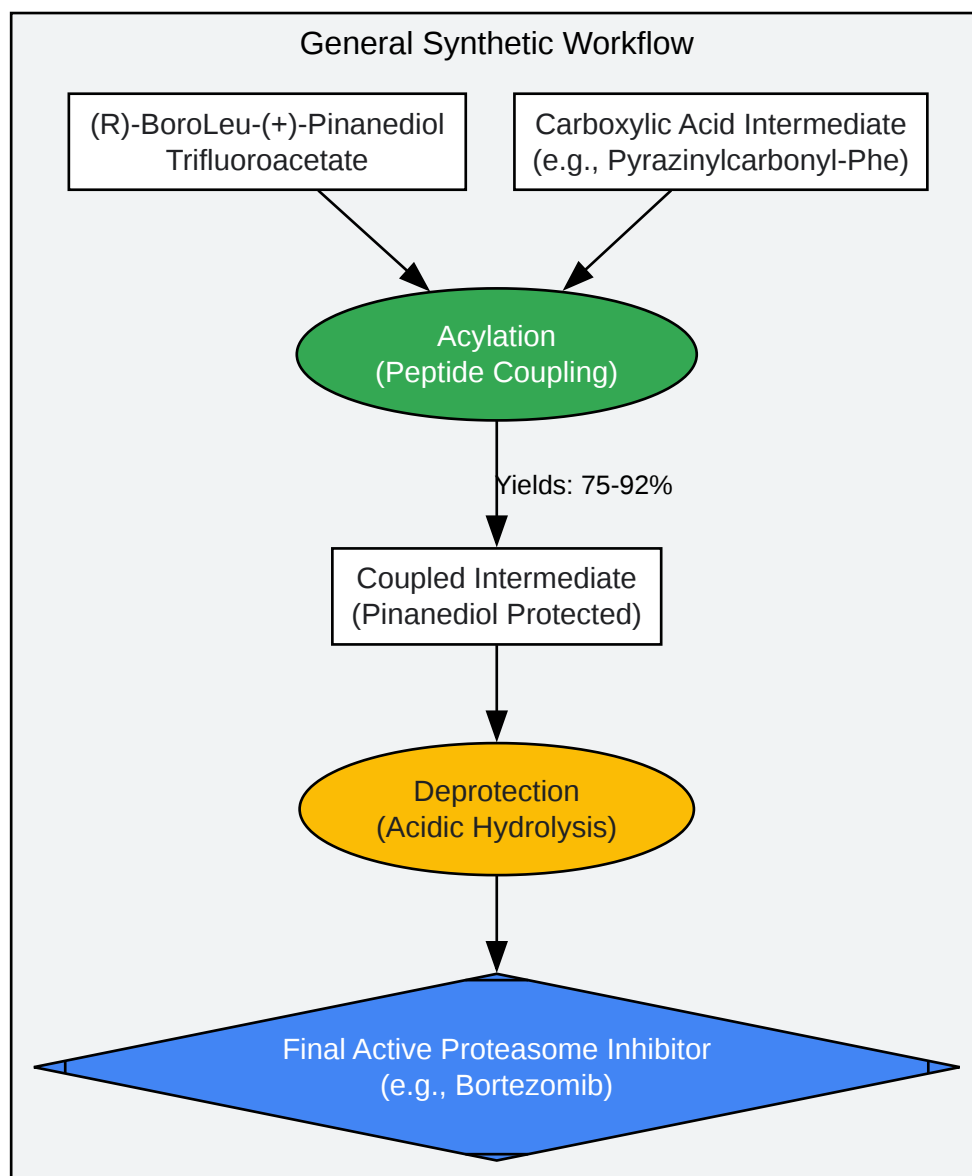 General Synthetic Workflow
(R)-BoroLeu-(+)-Pinanediol
Trifluoroacetate
Carboxylic Acid Intermediate
(e.g., Pyrazinylcarbonyl-Phe)
Acylation
(Peptide Coupling)
Yields: 75-92%
Coupled Intermediate
(Pinanediol Protected)
Deprotection
(Acidic Hydrolysis)
Final Active Proteasome Inhibitor
(e.g., Bortezomib)